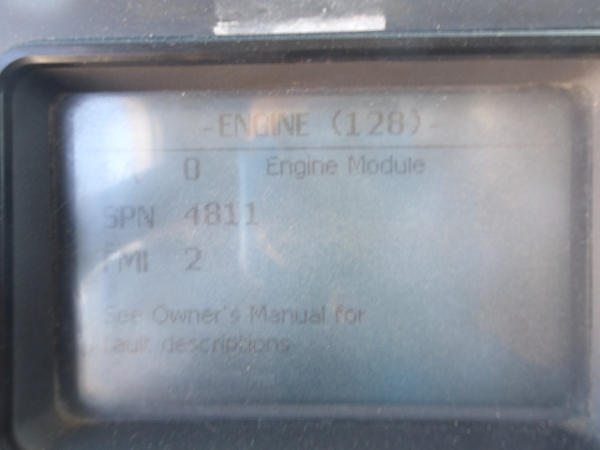 -ENGINE (128)-
0 Engine Module
SPN 4811
FMI 2
See Owner's Manual for
fault descriptions